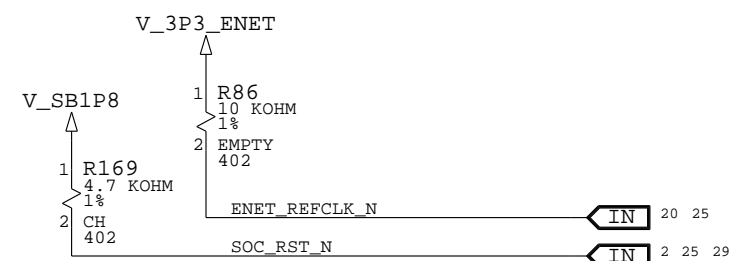 V_3P3_ENET
1 R86
10 KOHM
1%
2 EMPTY
402
V_SB1P8
1 R169
4.7 KOHM
1%
2 CH
402
ENET_REFCLK_N IN 20 25
SOC_RST_N IN 2 25 29